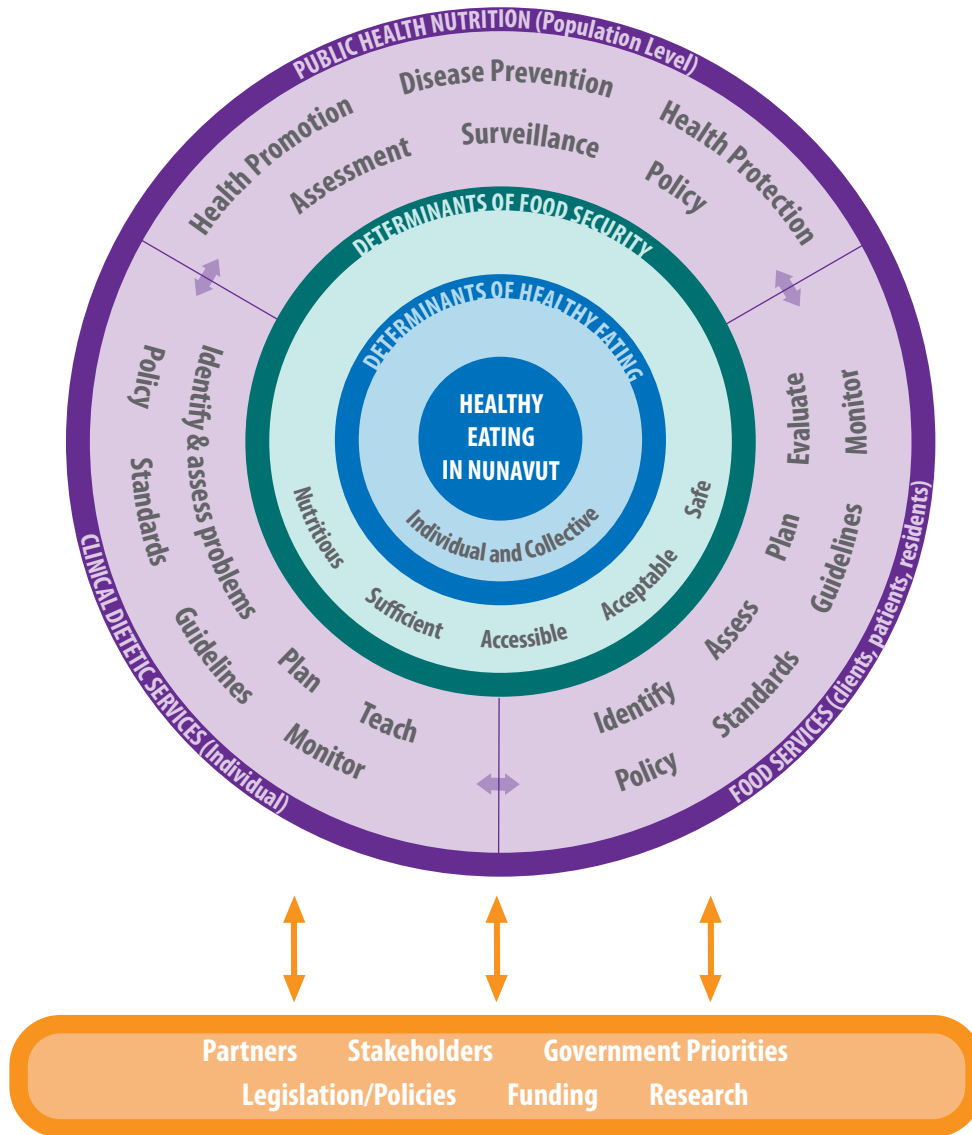 PUBLIC HEALTH NUTRITION (Population Level)
Health Promotion
Disease Prevention
Health Protection
Assessment
Surveillance
Policy
DETERMINANTS OF FOOD SECURITY
DETERMINANTS OF HEALTHY EATING
HEALTHY
EATING
IN NUNAVUT
Individual and Collective
Nutritious
Sufficient
Accessible
Acceptable
Safe
CLINICAL DIETETIC SERVICES (Individual)
Policy
Standards
Guidelines
Monitor
Identify & assess problems
Plan
Teach
FOOD SERVICES (clients, patients, residents)
Evaluate
Plan
Assess
Identify
Monitor
Guidelines
Standards
Policy
Partners Stakeholders Government Priorities
Legislation/Policies Funding Research